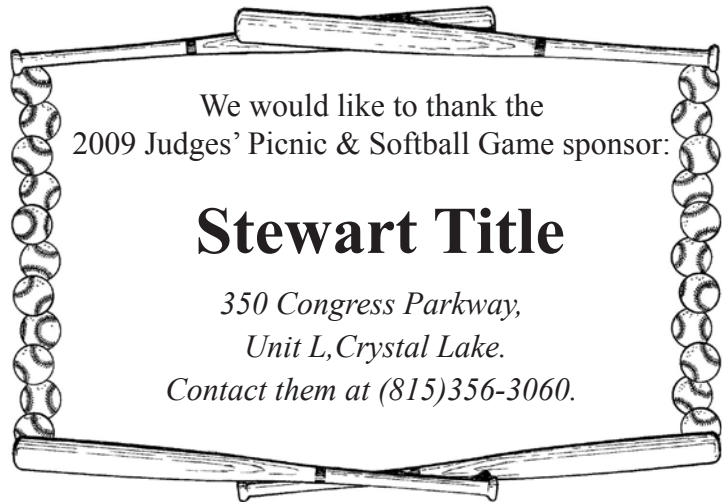 We would like to thank the
2009 Judges’ Picnic & Softball Game sponsor:
Stewart Title
350 Congress Parkway,
Unit L,Crystal Lake.
Contact them at (815)356-3060.